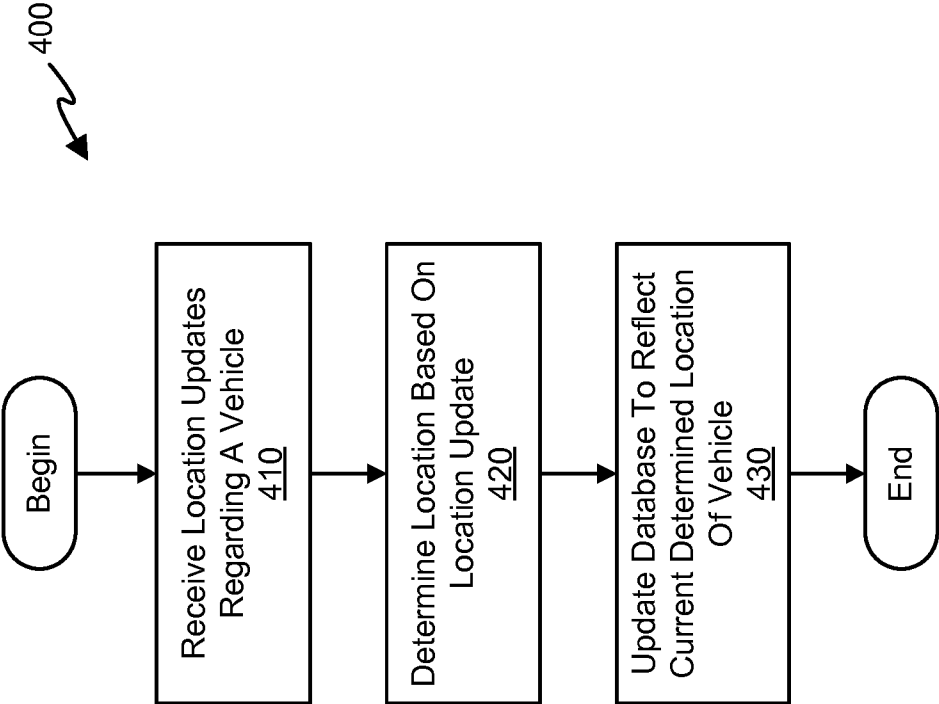 400
Begin
Receive Location Updates
Regarding A Vehicle
410
Determine Location Based On
Location Update
420
Update Database To Reflect
Current Determined Location
Of Vehicle
430
End